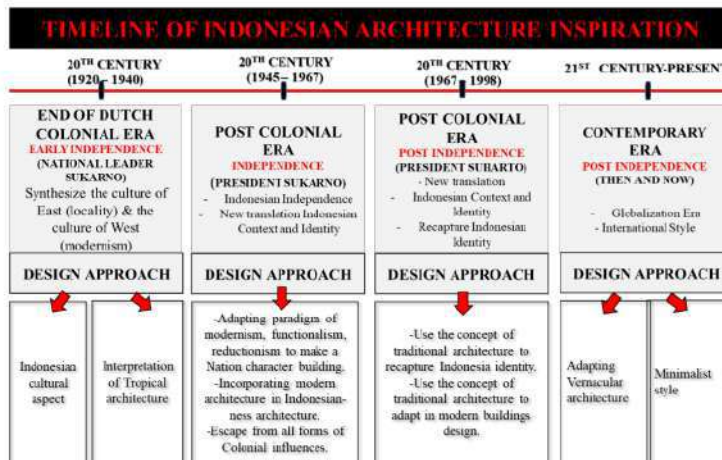 TIMELINE OF INDONESIAN ARCHITECTURE INSPIRATION
20TH CENTURY
(1920 – 1940)
20TH CENTURY
(1945– 1967)
20TH CENTURY
(1967 – 1998)
21ST CENTURY-PRESENT
END OF DUTCH
COLONIAL ERA
EARLY INDEPENDENCE
(NATIONAL LEADER
SUKARNO)
Synthesize the culture of
East (locality) & the
culture of West
(modernism)
POST COLONIAL
ERA
INDEPENDENCE
(PRESIDENT SUKARNO)
- Indonesian Independence
- New translation Indonesian
Context and Identity
POST COLONIAL
ERA
POST INDEPENDENCE
(PRESIDENT SUHARTO)
- New translation
- Indonesian Context and
Identity
- Recapture Indonesian
Identity
CONTEMPORARY
ERA
POST INDEPENDENCE
(THEN AND NOW)
- Globalization Era
- International Style
DESIGN APPROACH
DESIGN APPROACH
DESIGN APPROACH
DESIGN APPROACH
Indonesian
cultural
aspect
Interpretation
of Tropical
architecture
-Adapting paradigm of
modernism, functionalism,
reductionism to make a
Nation character building.
-Incorporating modern
architecture in Indonesian-
ness architecture.
-Escape from all forms of
Colonial influences.
-Use the concept of
traditional architecture to
recapture Indonesia identity.
-Use the concept of
traditional architecture to
adapt in modern buildings
design.
Adapting
Vernacular
architecture
Minimalist
style